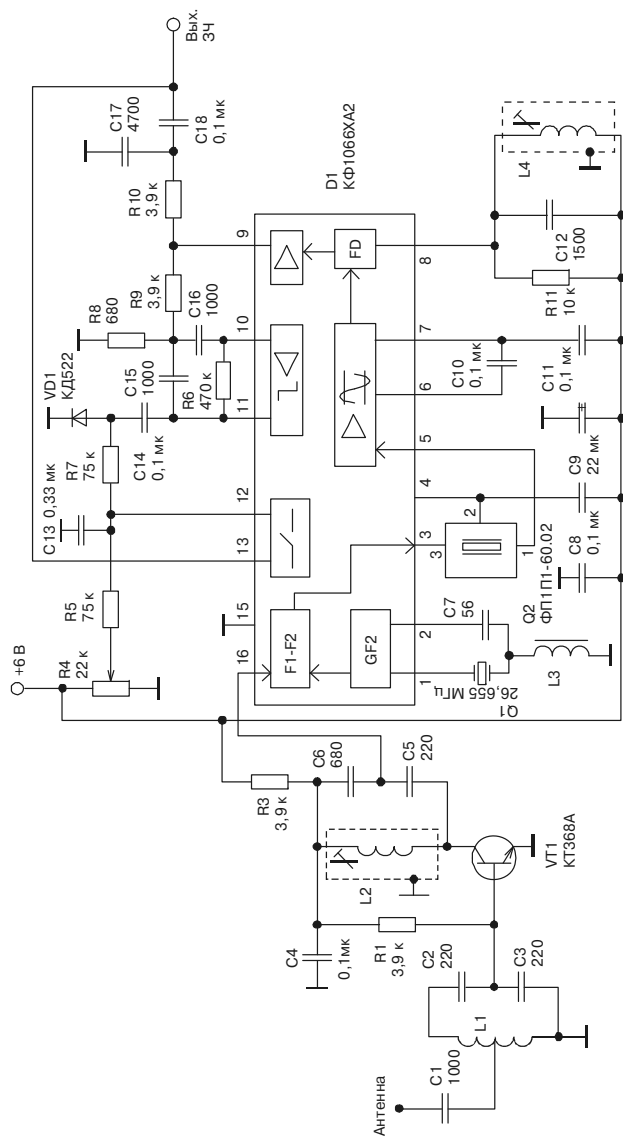 Антенна
C1
1000
L1
C2
220
C3
220
C4
0,1мк
R1
3,9 к
L2
VT1
КТ368А
R3
3,9 к
C6
680
C5
220
+6 В
R4
22 к
R5
75 к
C13 0,33 мк
R7
75 к
VD1
КД522
C14
0,1 мк
R8
680
C15
1000
R6
470 к
C16
1000
R9
3,9 к
R10
3,9 к
C17
4700
C18
0,1 мк
Вых.
ЗЧ
D1
КФ1066ХА2
16
15
13
12
11
10
9
F1-F2
GF2
FD
1
2
3
4
5
6
7
8
26,655 МГц
Q1
C7
56
L3
3
2
1
Q2
ФП1П1-60.02
C8
0,1 мк
C9
22 мк
C10
0,1 мк
C11
0,1 мк
R11
10 к
C12
1500
L4